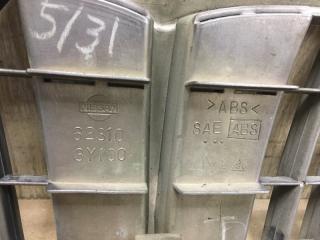 5/31
NISSAN
62310
3Y100
>ABS<
SAE ABS